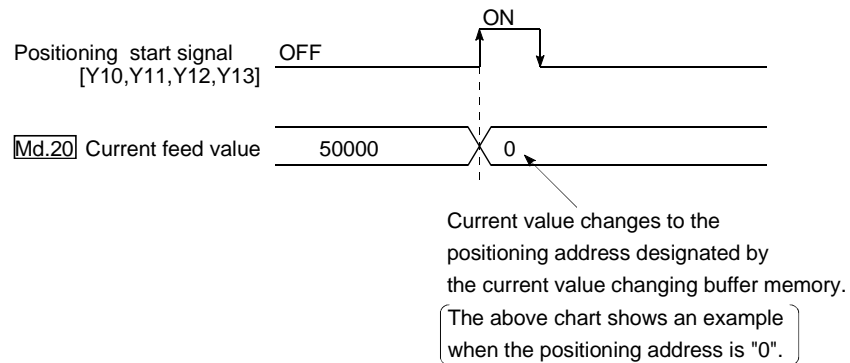 ON
Positioning start signal OFF
[Y10,Y11,Y12,Y13]
Md.20 Current feed value 50000 0
Current value changes to the
positioning address designated by
the current value changing buffer memory.
The above chart shows an example
when the positioning address is "0".